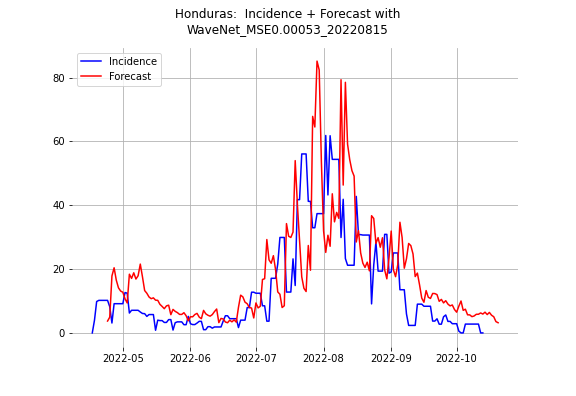 Honduras:  Incidence + Forecast with
WaveNet_MSE0.00053_20220815
Incidence
Forecast
80
60
40
20
0
2022-05 2022-06 2022-07 2022-08 2022-09 2022-10